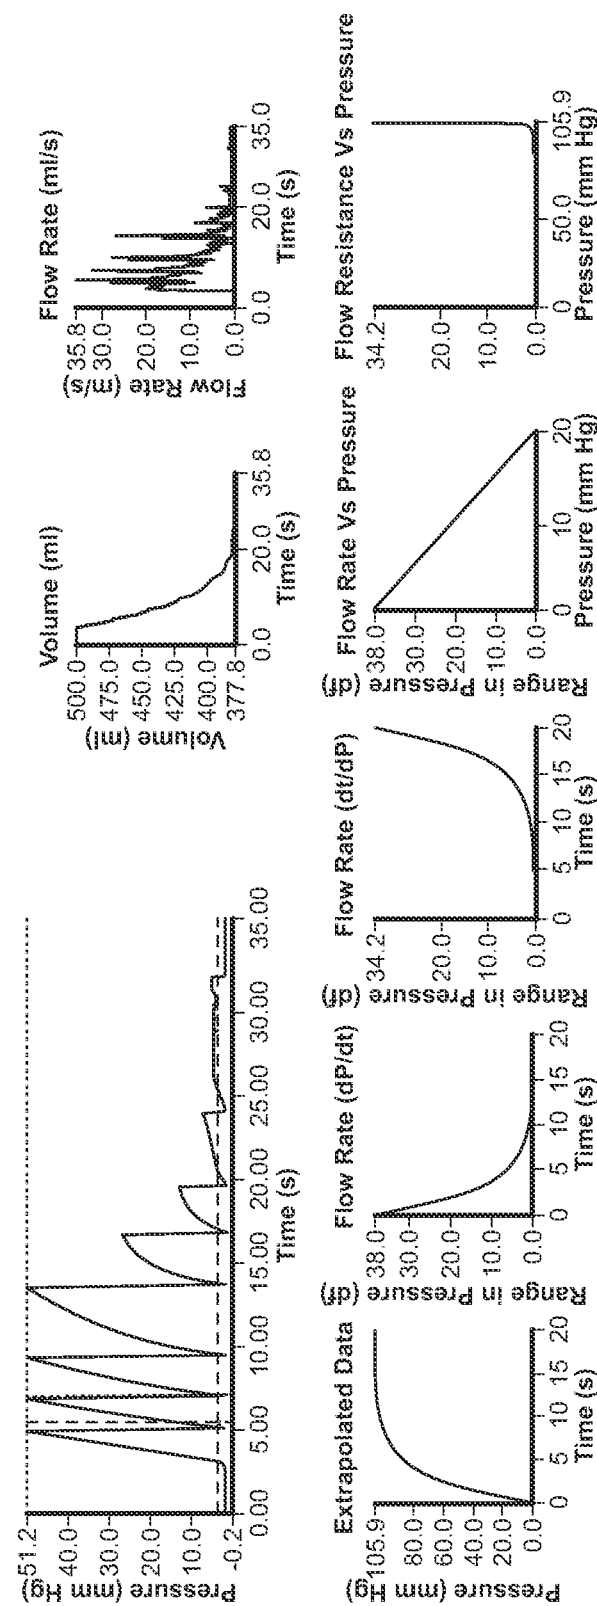 Pressure (mm Hg)
51.2
40.0
20.0
10.0
-0.2
0.00 5.00 10.00 15.00 20.00 25.00 30.00 35.00
Time (s)
Volume (ml)
Volume (ml)
500.0
475.0
450.0
425.0
400.0
377.8
0.0 20.0 35.8
Time (s)
Flow Rate (ml/s)
Flow Rate (m/s)
35.8
30.0
20.0
10.0
0.0
0.0 20.0 35.0
Time (s)
Extrapolated Data
Pressure (mm Hg)
105.9
80.0
60.0
40.0
20.0
0.0
0 5 10 15 20
Time (s)
Flow Rate (dP/dt)
Range in Pressure (df)
38.0
30.0
20.0
10.0
0.0
0 5 10 15 20
Time (s)
Flow Rate (dt/dP)
Range in Pressure (df)
34.2
20.0
10.0
0.0
0 5 10 15 20
Time (s)
Flow Rate Vs Pressure
Range in Pressure (df)
38.0
30.0
20.0
10.0
0.0
0 10 20
Pressure (mm Hg)
Flow Resistance Vs Pressure
34.2
20.0
10.0
0.0
0 50.0 105.9
Pressure (mm Hg)